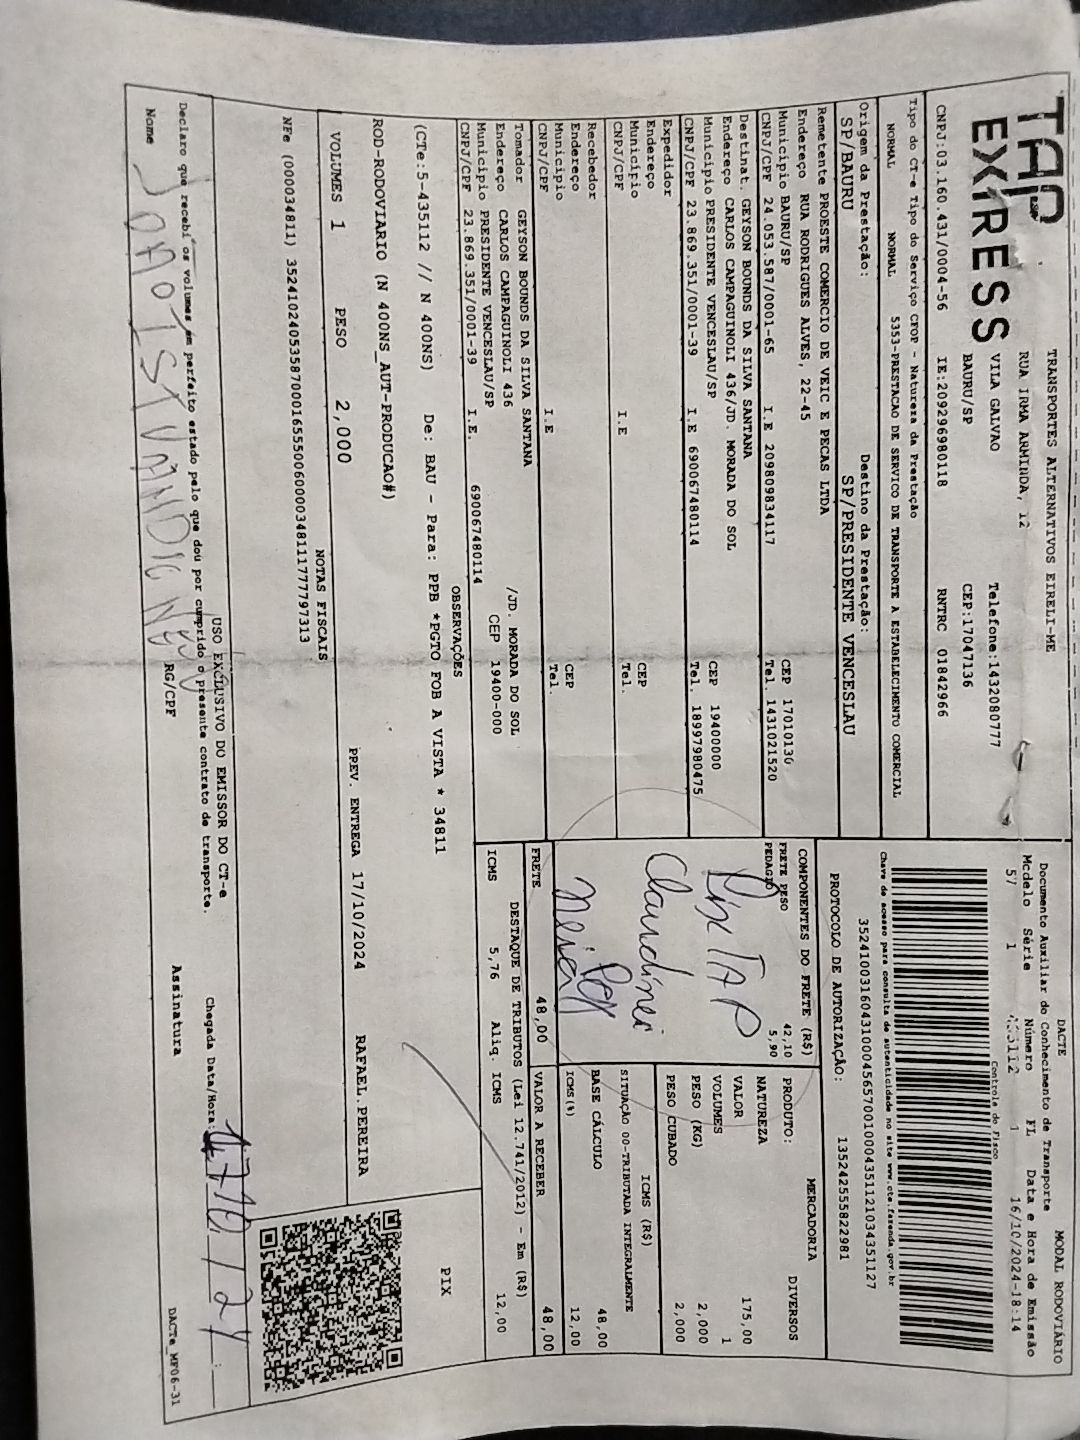 TAP
EXPRESS
TRANSPORTES ALTERNATIVOS EIRELI-ME
RUA IRMA ARMINDA, 12
VILA GALVAO Telefone:1432080777
BAURU/SP CEP:17047136
CNPJ:03.160.431/0004-56 IE:209296980118 RNTRC 01842966
Tipo do CT-e Tipo do Serviço CFOP - Natureza da Prestação
NORMAL NORMAL 5353-PRESTACAO DE SERVICO DE TRANSPORTE A ESTABELECIMENTO COMERCIAL
Origem da Prestação: Destino da Prestação:
SP/BAURU SP/PRESIDENTE VENCESLAU
Remetente PROESTE COMERCIO DE VEIC E PECAS LTDA
Endereço RUA RODRIGUES ALVES, 22-45
Município BAURU/SP CEP 17010130
CNPJ/CPF 24.053.587/0001-65 I.E 209809834117 Tel. 1431021520
Destinat. GEYSON BOUNDS DA SILVA SANTANA
Endereço CARLOS CAMPAGUINOLI 436/JD. MORADA DO SOL
Município PRESIDENTE VENCESLAU/SP CEP 19400000
CNPJ/CPF 23.869.351/0001-39 I.E 690067480114 Tel. 18997980475
Expedidor
Endereço
Município CEP
CNPJ/CPF I.E Tel.
Recebedor
Endereço
Município CEP
CNPJ/CPF I.E Tel.
Tomador GEYSON BOUNDS DA SILVA SANTANA
Endereço CARLOS CAMPAGUINOLI 436 /JD. MORADA DO SOL
Município PRESIDENTE VENCESLAU/SP CEP 19400-000
CNPJ/CPF 23.869.351/0001-39 I.E. 690067480114
OBSERVAÇÕES
(CTe:5-435112 // N 400NS) De: BAU - Para: PPB *PGTO FOB A VISTA * 34811
ROD-RODOVIARIO (N 400NS_AUT-PRODUCAO#)
VOLUMES 1 PESO 2,000 PREV. ENTREGA 17/10/2024 RAFAEL.PEREIRA
NOTAS FISCAIS
NFe (000034811) 35241024053587000165550060000348111777797313
Documento Auxiliar do Conhecimento de Transporte
DACTE MODAL RODOVIÁRIO
Modelo Série Número FL Data e Hora de Emissão
57 1 435112 1 16/10/2024-18:14
Controle do Fisco
Chave de acesso para consulta de autenticidade no site www.cte.fazenda.gov.br
35241003160431000456570010004351121034351127
PROTOCOLO DE AUTORIZAÇÃO: 135242555822981
COMPONENTES DO FRETE (R$)
FRETE PESO 42,10
PEDAGIO 5,90
Pix TAP
Claudinei
FRETE 48,00
MERCADORIA
PRODUTO: DIVERSOS
NATUREZA
VALOR 175,00
VOLUMES 1
PESO (KG) 2,000
PESO CUBADO 2,000
ICMS (R$)
SITUAÇÃO 00-TRIBUTADA INTEGRALMENTE
BASE CÁLCULO 48,00
ICMS(%) 12,00
VALOR A RECEBER 48,00
DESTAQUE DE TRIBUTOS (Lei 12.741/2012) - Em (R$)
ICMS 5,76 Aliq. ICMS 12,00
PIX
USO EXCLUSIVO DO EMISSOR DO CT-e
Declaro que recebi os volumes em perfeito estado pelo que dou por cumprido o presente contrato de transporte.
Chegada Data/Hora: 17/10/24
Nome RG/CPF Assinatura
DACTe_MF06-31